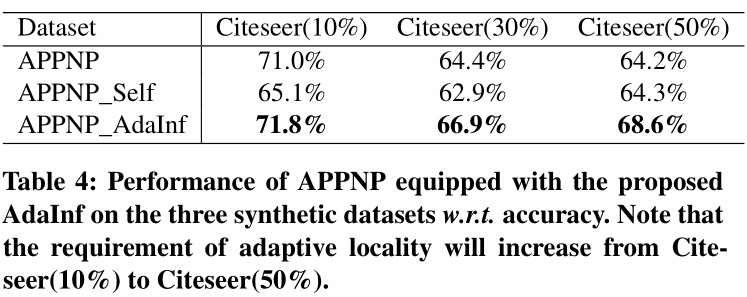 Dataset Citeseer(10%) Citeseer(30%) Citeseer(50%)
APPNP 71.0% 64.4% 64.2%
APPNP_Self 65.1% 62.9% 64.3%
APPNP_AdaInf 71.8% 66.9% 68.6%
Table 4: Performance of APPNP equipped with the proposed
AdaInf on the three synthetic datasets w.r.t. accuracy. Note that
the requirement of adaptive locality will increase from Cite-
seer(10%) to Citeseer(50%).